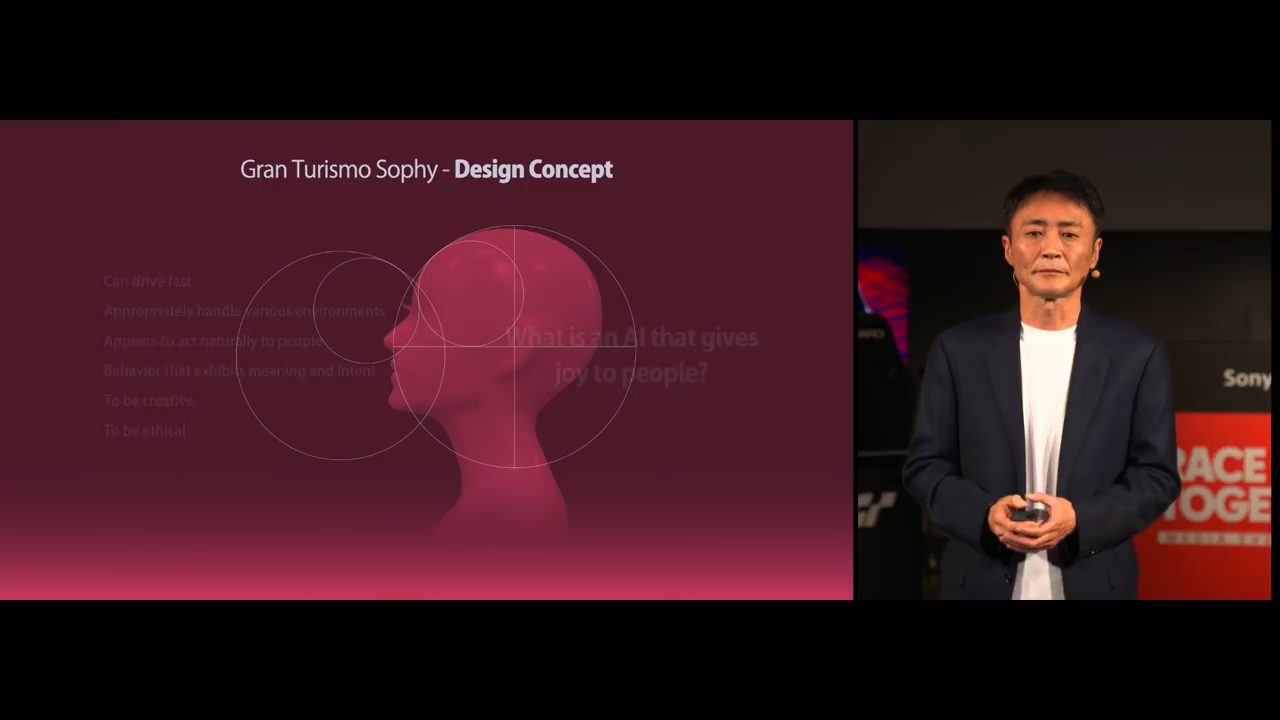 Gran Turismo Sophy - Design Concept
· Can drive fast
· Appropriately handle various environments
· Appears to act naturally to people
· Behavior that exhibits meaning and intent
· To be creative
· To be ethical
What is an AI that gives
joy to people?
Sony
RACE
TOGE